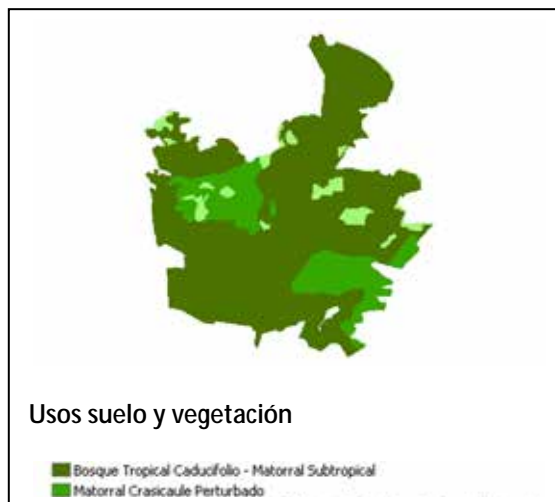 Usos suelo y vegetación
Bosque Tropical Caducifolio - Matorral Subtropical
Matorral Crasicaule Perturbado